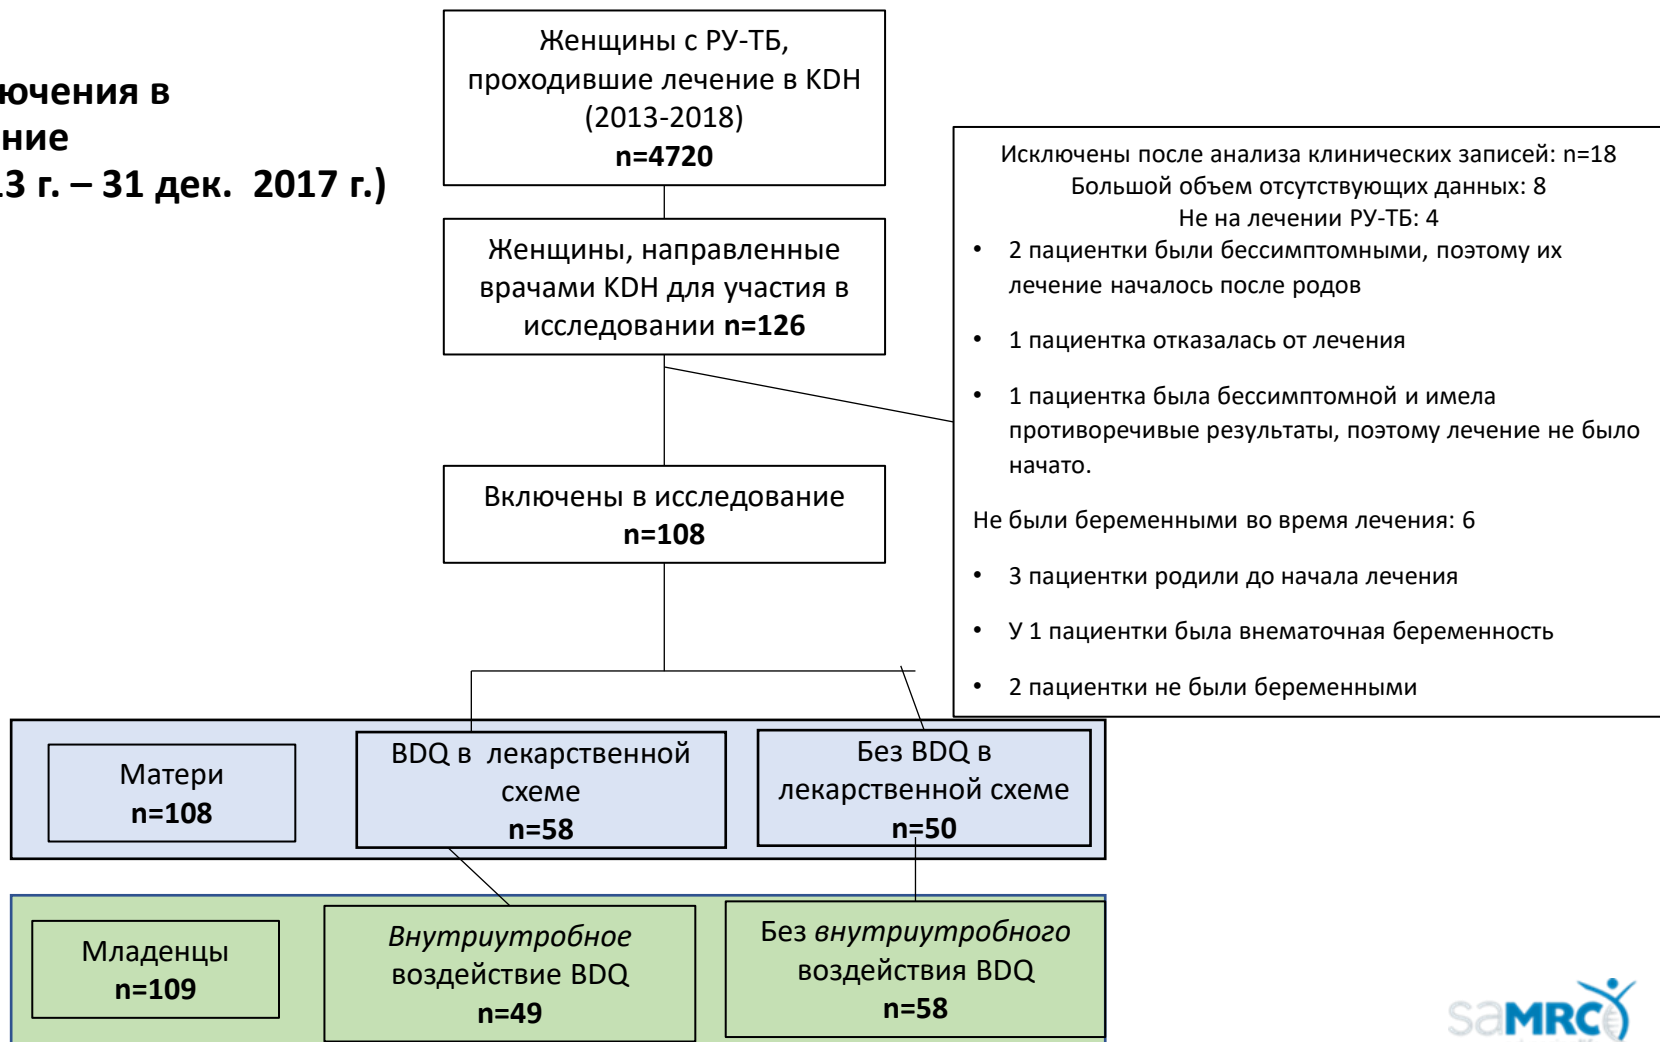 лючения в
ние
13 г. – 31 дек. 2017 г.)
Женщины с РУ-ТБ,
проходившие лечение в KDH
(2013-2018)
n=4720
Женщины, направленные
врачами KDH для участия в
исследовании n=126
Исключены после анализа клинических записей: n=18
Большой объем отсутствующих данных: 8
Не на лечении РУ-ТБ: 4
• 2 пациентки были бессимптомными, поэтому их
лечение началось после родов
• 1 пациентка отказалась от лечения
• 1 пациентка была бессимптомной и имела
противоречивые результаты, поэтому лечение не было
начато.
Не были беременными во время лечения: 6
• 3 пациентки родили до начала лечения
• У 1 пациентки была внематочная беременность
• 2 пациентки не были беременными
Включены в исследование
n=108
Матери
n=108
BDQ в лекарственной
схеме
n=58
Без BDQ в
лекарственной схеме
n=50
Младенцы
n=109
Внутриутробное
воздействие BDQ
n=49
Без внутриутробного
воздействия BDQ
n=58
saMRC